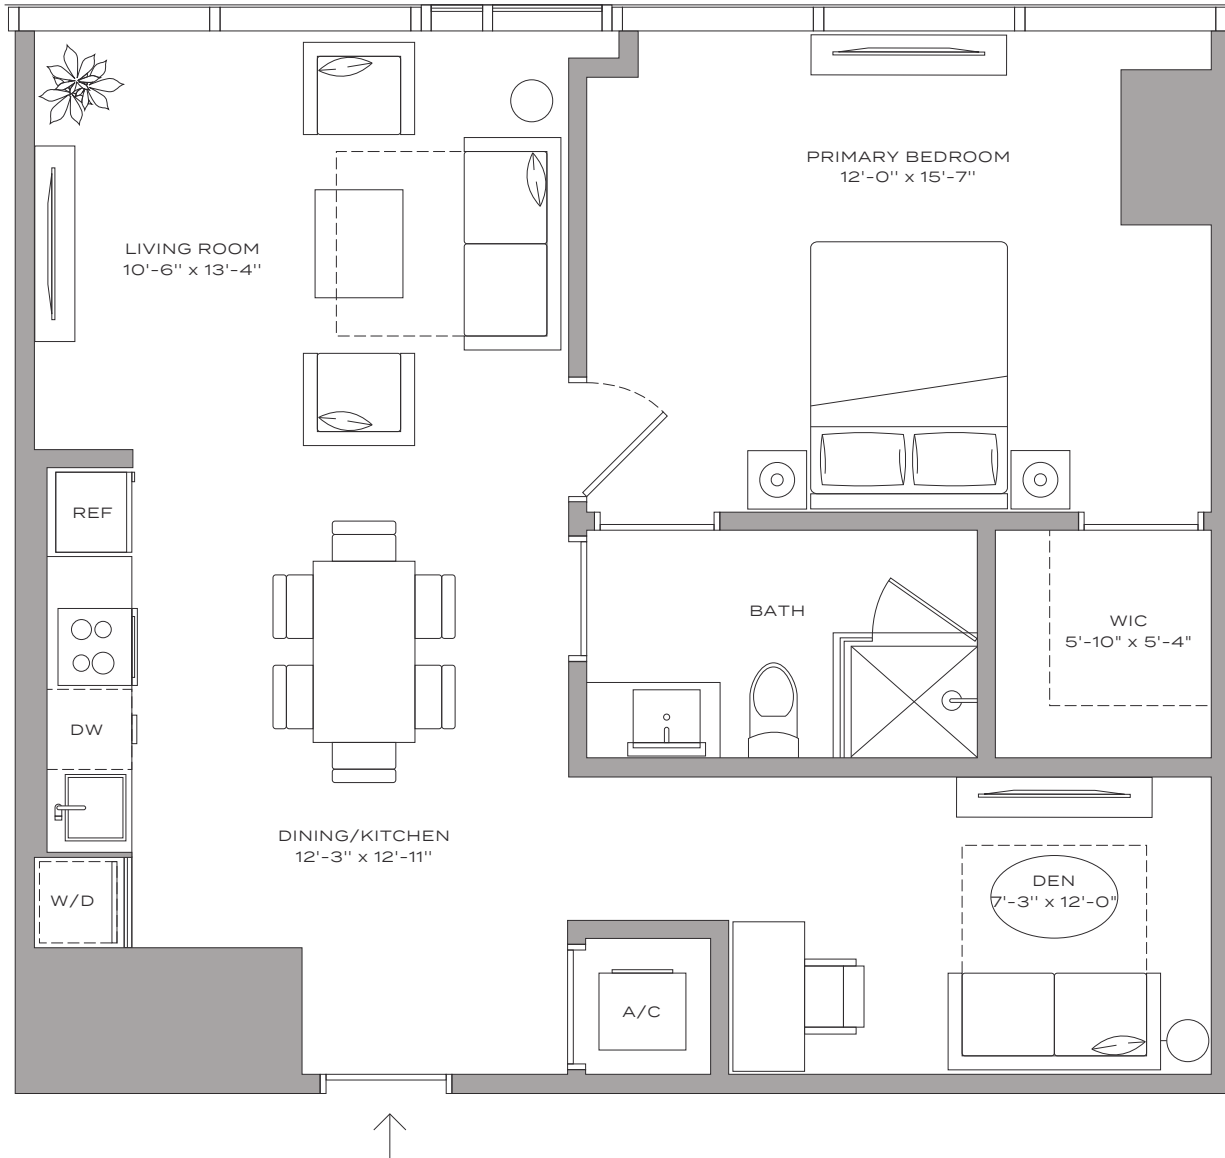 PRIMARY BEDROOM
12'-0" x 15'-7"
LIVING ROOM
10'-6" x 13'-4"
REF
BATH
WIC
5'-10" x 5'-4"
DW
DINING/KITCHEN
12'-3" x 12'-11"
W/D
DEN
7'-3" x 12'-0"
A/C